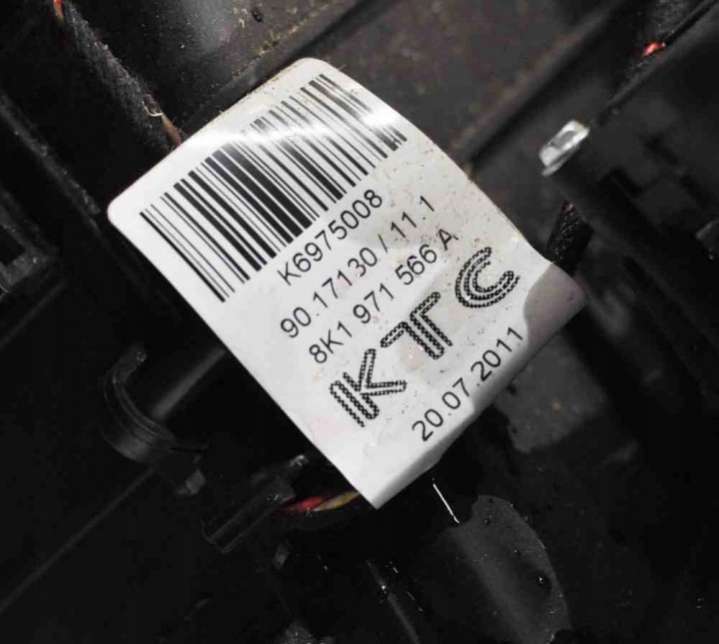 K6975008
90.17130 / 11.1
8K1 971 566 A
KTC
20.07.2011